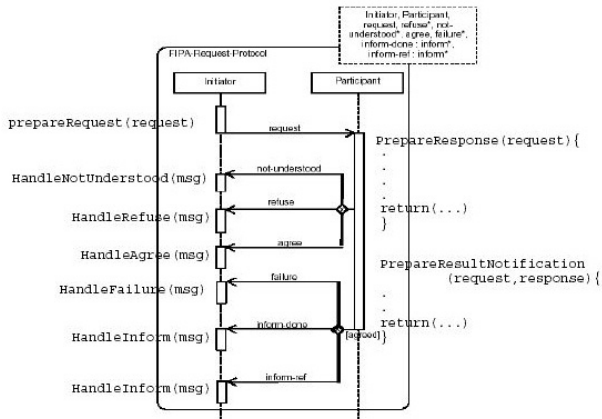 Initiator, Participant,
request, refuse*, not-
understood*, agree, failure*,
inform-done : inform*,
inform-ref : inform*
FIPA-Request-Protocol
Initiator
Participant
prepareRequest(request)
request
PrepareResponse(request){
.
.
.
.
not-understood
HandleNotUnderstood(msg)
refuse
return(...)
HandleRefuse(msg)
}
agree
HandleAgree(msg)
PrepareResultNotification
(request,response){
failure
HandleFailure(msg)
.
.
inform-done
return(...)
[agreed]
}
HandleInform(msg)
inform-ref
HandleInform(msg)